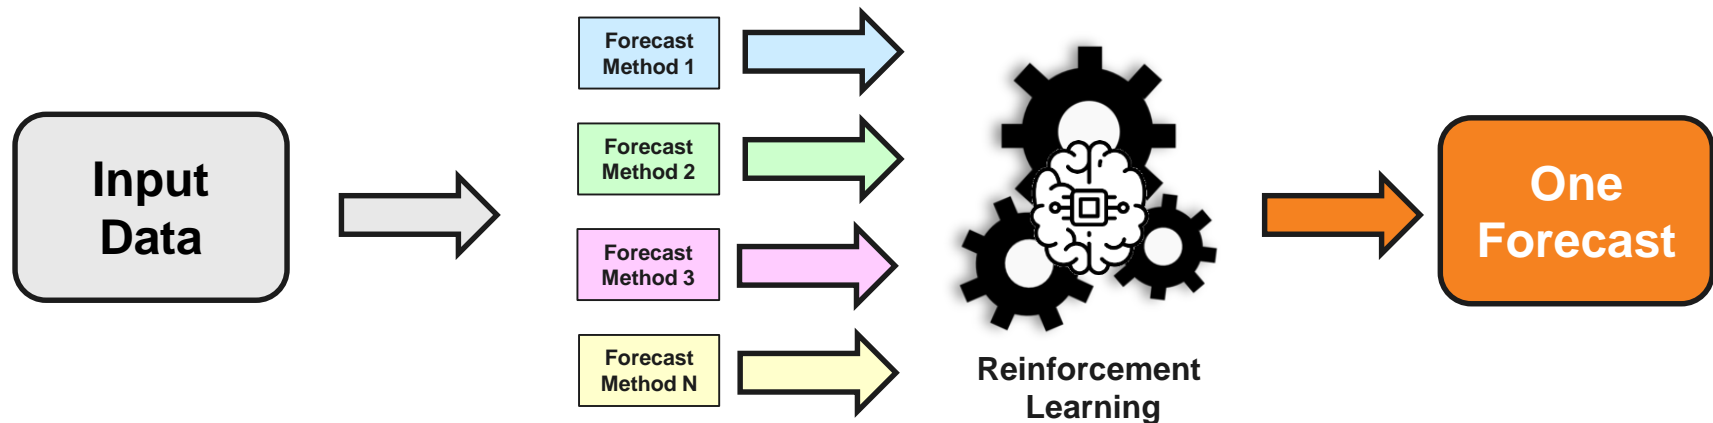 Input
Data
Forecast
Method 1
Forecast
Method 2
Forecast
Method 3
Forecast
Method N
Reinforcement
Learning
One
Forecast